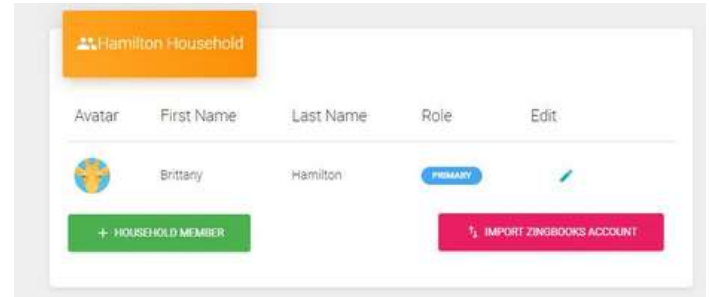 Hamilton Household
Avatar First Name Last Name Role Edit
Brittany Hamilton PRIMARY
+ HOUSEHOLD MEMBER
IMPORT ZINGBOOKS ACCOUNT